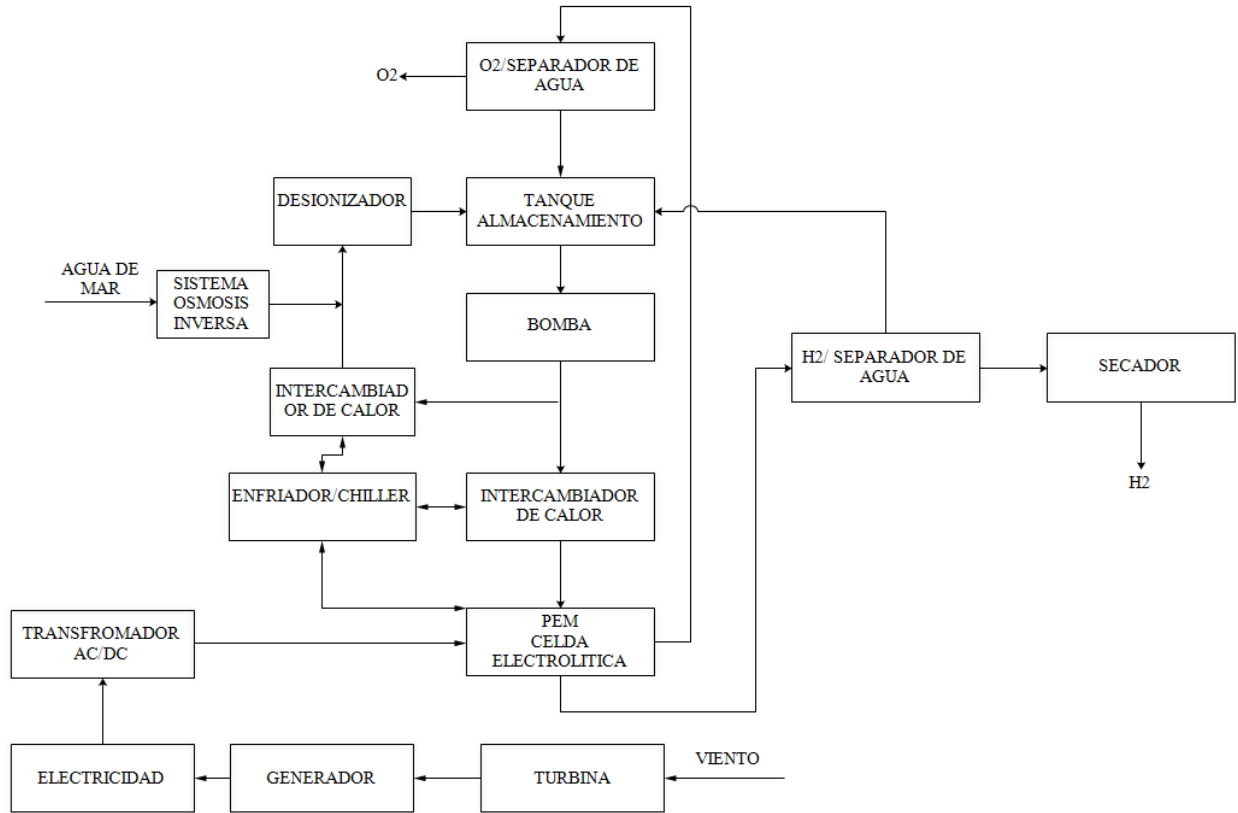 O2/SEPARADOR DE
AGUA
O2
DESIONIZADOR
TANQUE
ALMACENAMIENTO
AGUA DE
MAR
SISTEMA
OSMOSIS
INVERSA
BOMBA
H2/ SEPARADOR DE
AGUA
SECADOR
INTERCAMBIAD
OR DE CALOR
H2
ENFRIADOR/CHILLER
INTERCAMBIADOR
DE CALOR
TRANSFROMADOR
AC/DC
PEM
CELDA
ELECTROLITICA
ELECTRICIDAD
GENERADOR
TURBINA
VIENTO